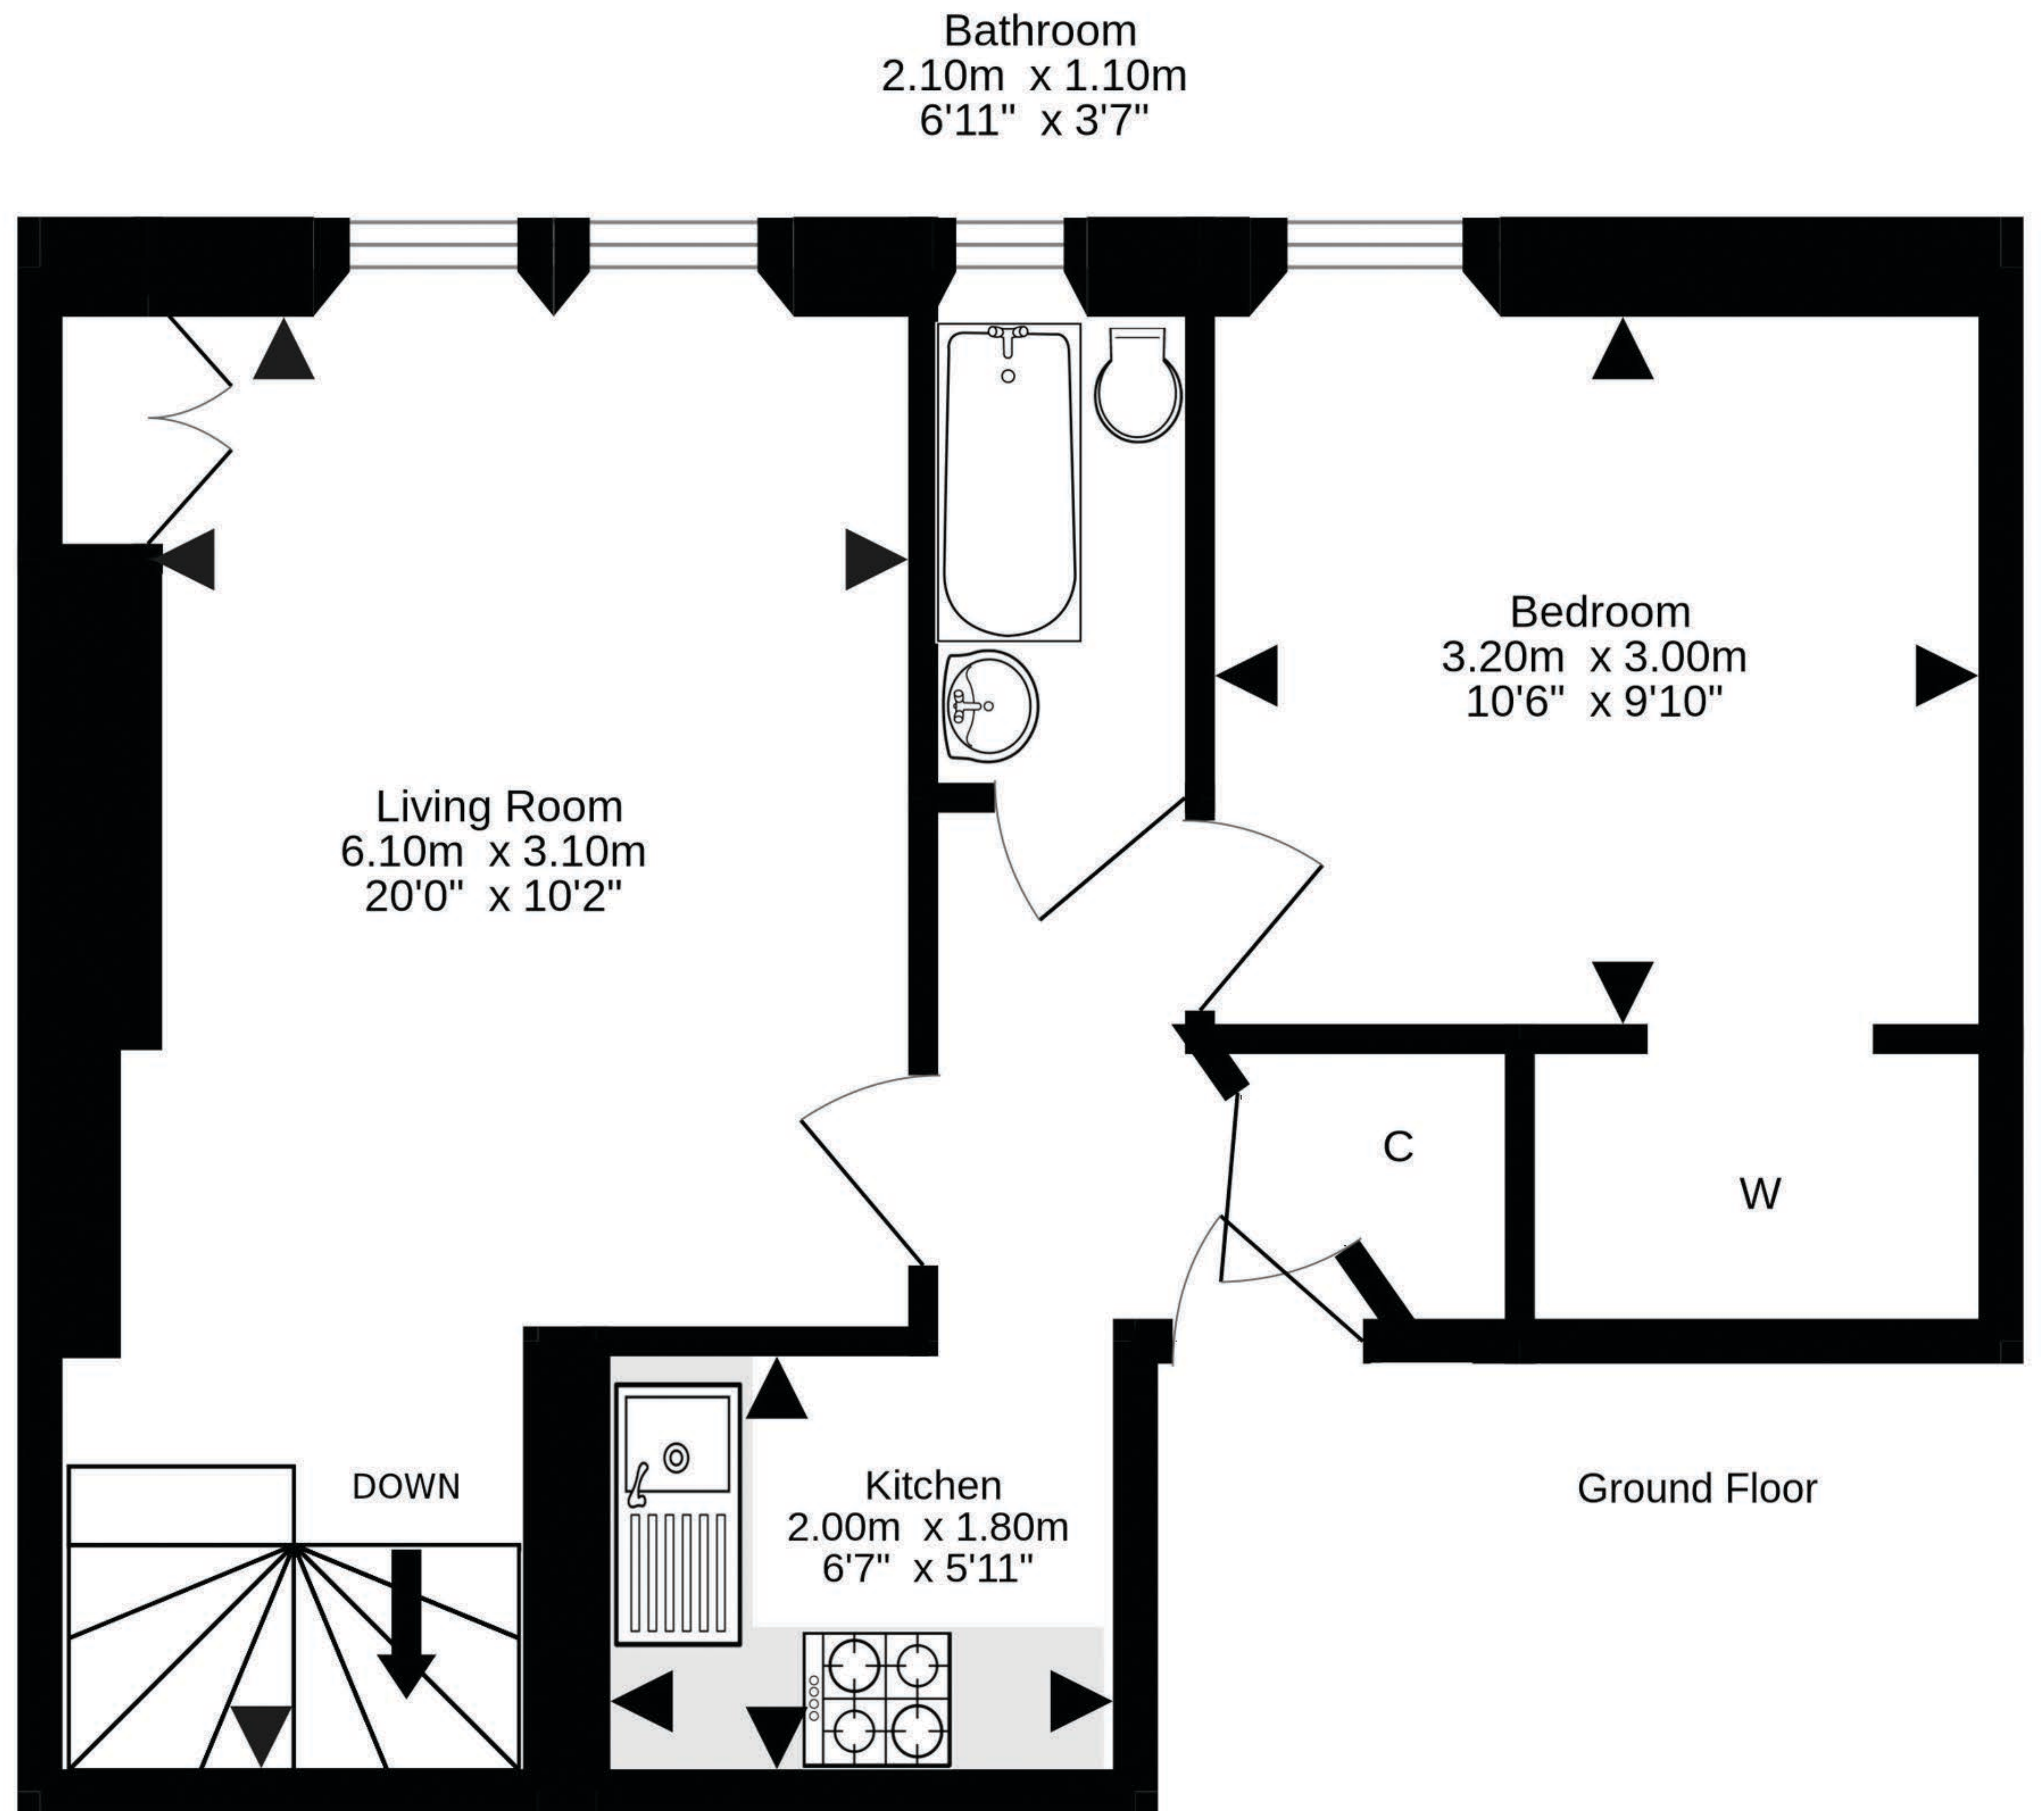 Bathroom
2.10m x 1.10m
6'11" x 3'7"
Bedroom
3.20m x 3.00m
10'6" x 9'10"
Living Room
6.10m x 3.10m
20'0" x 10'2"
C
W
DOWN
Kitchen
2.00m x 1.80m
6'7" x 5'11"
Ground Floor